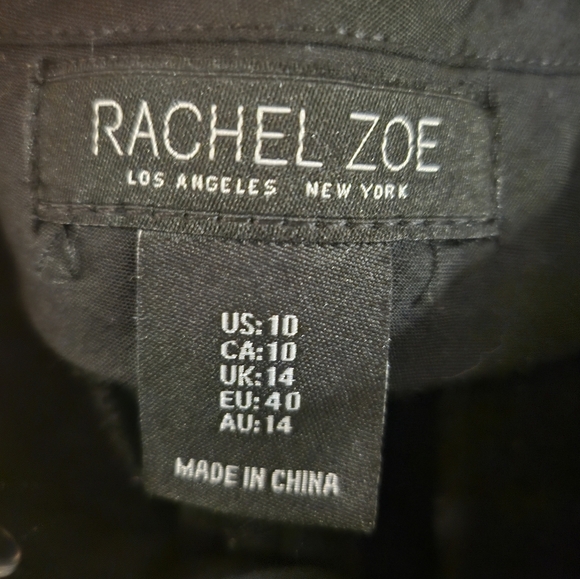 RACHEL ZOE
LOS ANGELES NEW YORK
US:10
CA:10
UK:14
EU:40
AU:14
MADE IN CHINA